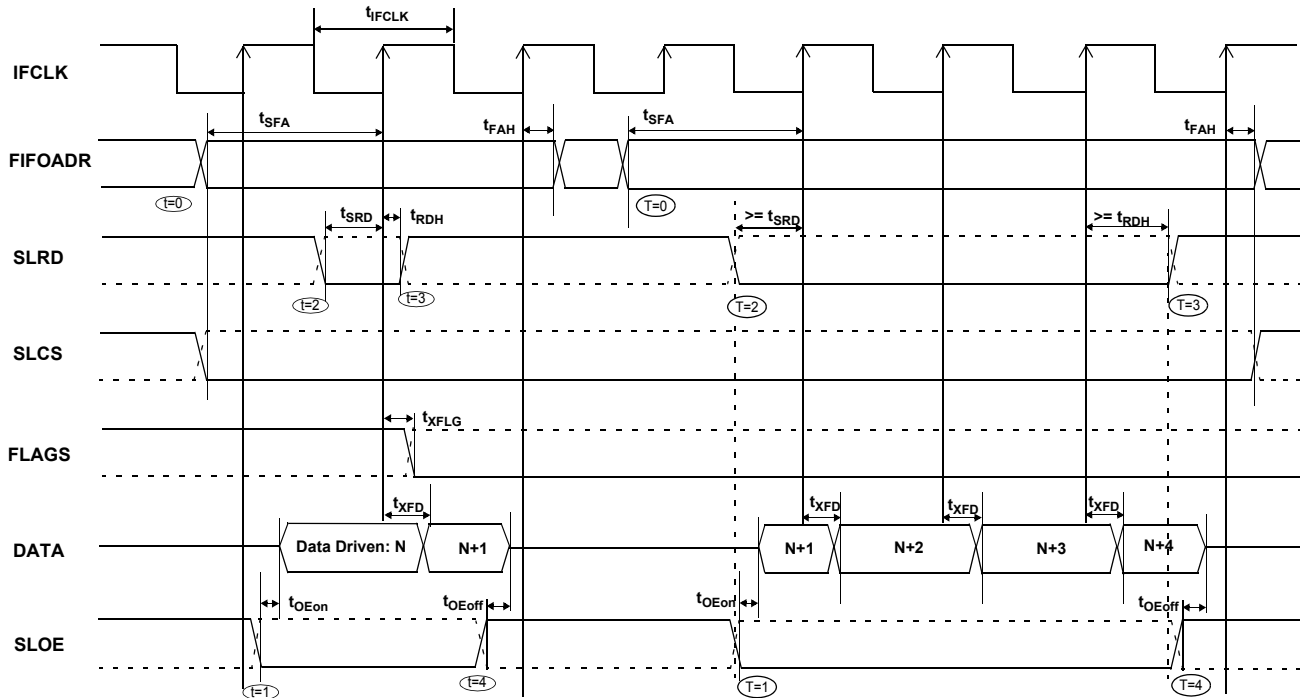 tIFCLK
IFCLK
tSFA
tFAH
tSFA
tFAH
FIFOADR
t=0
T=0
tSRD
tRDH
>= tSRD
>= tRDH
SLRD
t=2
t=3
T=2
T=3
SLCS
tXFLG
FLAGS
tXFD
tXFD
tXFD
tXFD
DATA
Data Driven: N
N+1
N+1
N+2
N+3
N+4
tOEon
tOEoff
tOEon
tOEoff
SLOE
t=1
t=4
T=1
T=4